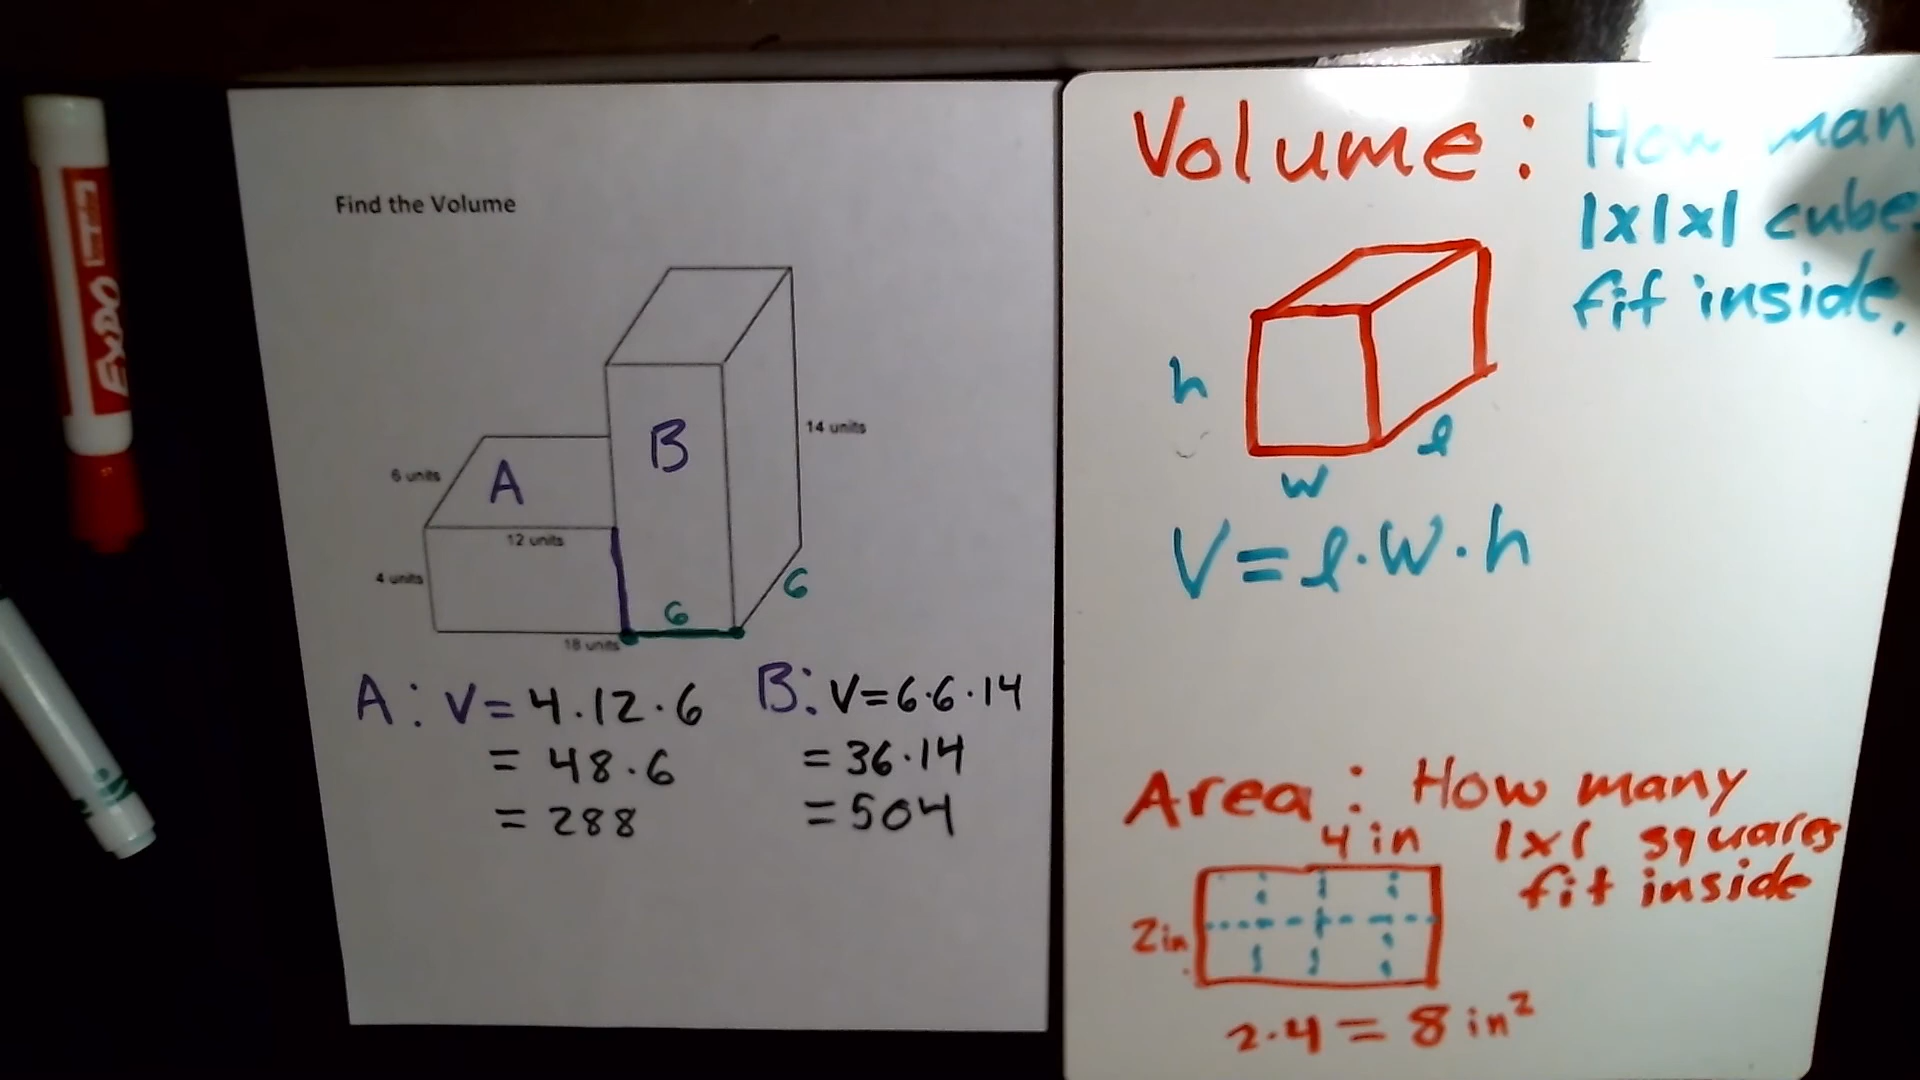 Find the Volume
14 units
B
6 units
A
12 units
4 units
6
6
18 units
A: V= 4·12·6
= 48·6
= 288
B: V=6·6·14
=36·14
=504
EXPO
Volume: How man
1x1x1 cubes
fit inside.
h
l
w
V= l·w·h
Area: How many
1x1 squares
fit inside
4 in
2in
2·4 = 8 in²